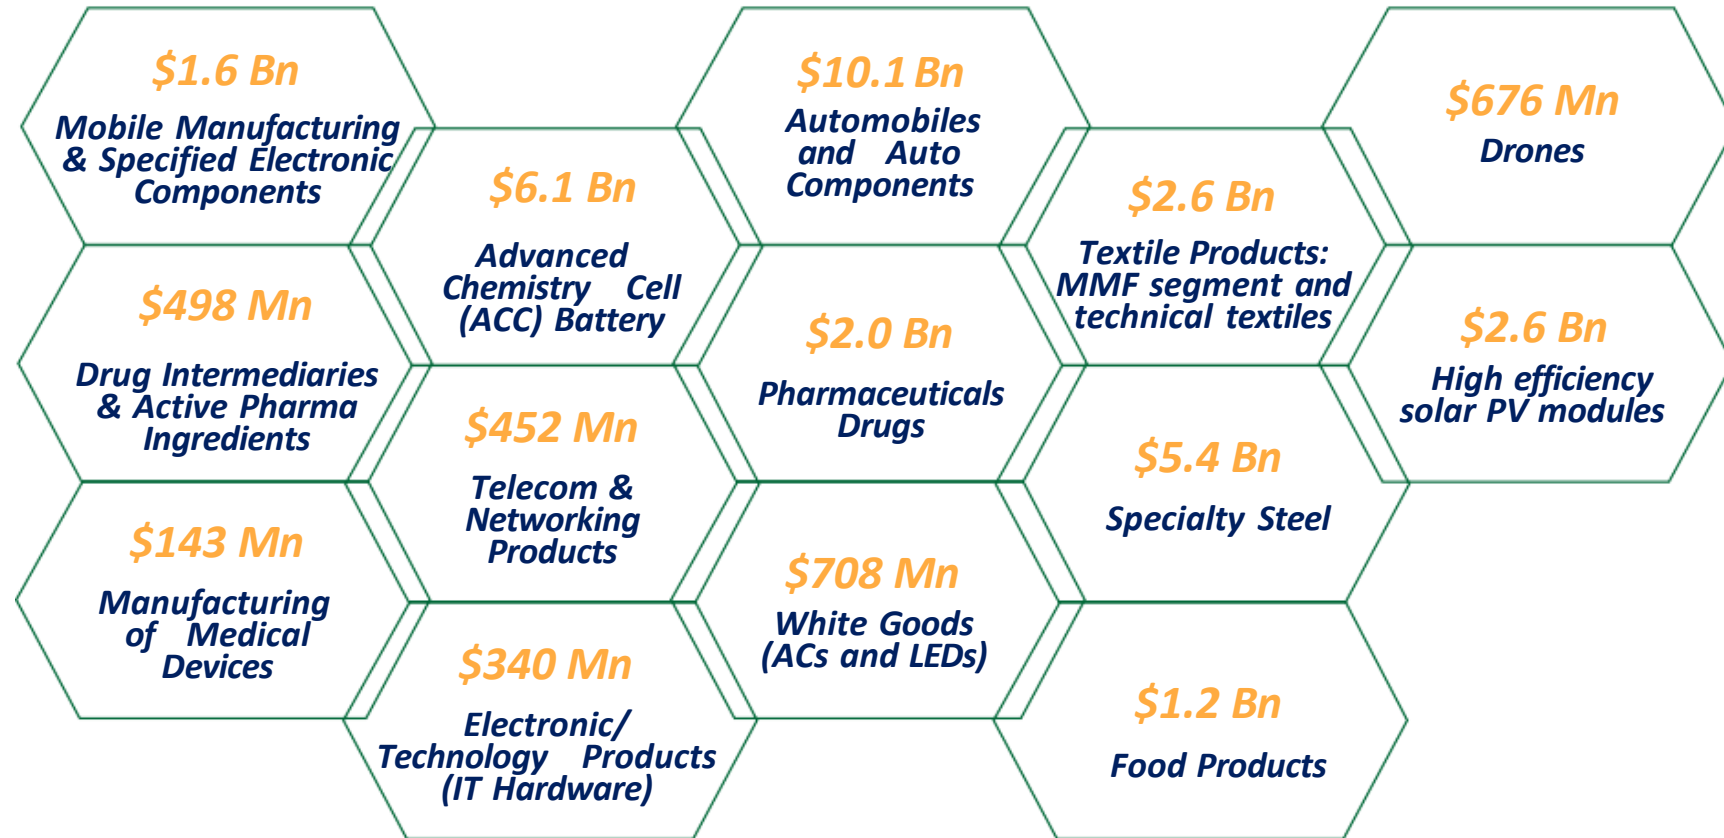 $1.6 Bn
Mobile Manufacturing
& Specified Electronic
Components
$498 Mn
Drug Intermediaries
& Active Pharma
Ingredients
$143 Mn
Manufacturing
of Medical
Devices
$6.1 Bn
Advanced
Chemistry Cell
(ACC) Battery
$452 Mn
Telecom &
Networking
Products
$340 Mn
Electronic/
Technology Products
(IT Hardware)
$10.1 Bn
Automobiles
and Auto
Components
$2.0 Bn
Pharmaceuticals
Drugs
$708 Mn
White Goods
(ACs and LEDs)
$2.6 Bn
Textile Products:
MMF segment and
technical textiles
$5.4 Bn
Specialty Steel
$1.2 Bn
Food Products
$676 Mn
Drones
$2.6 Bn
High efficiency
solar PV modules